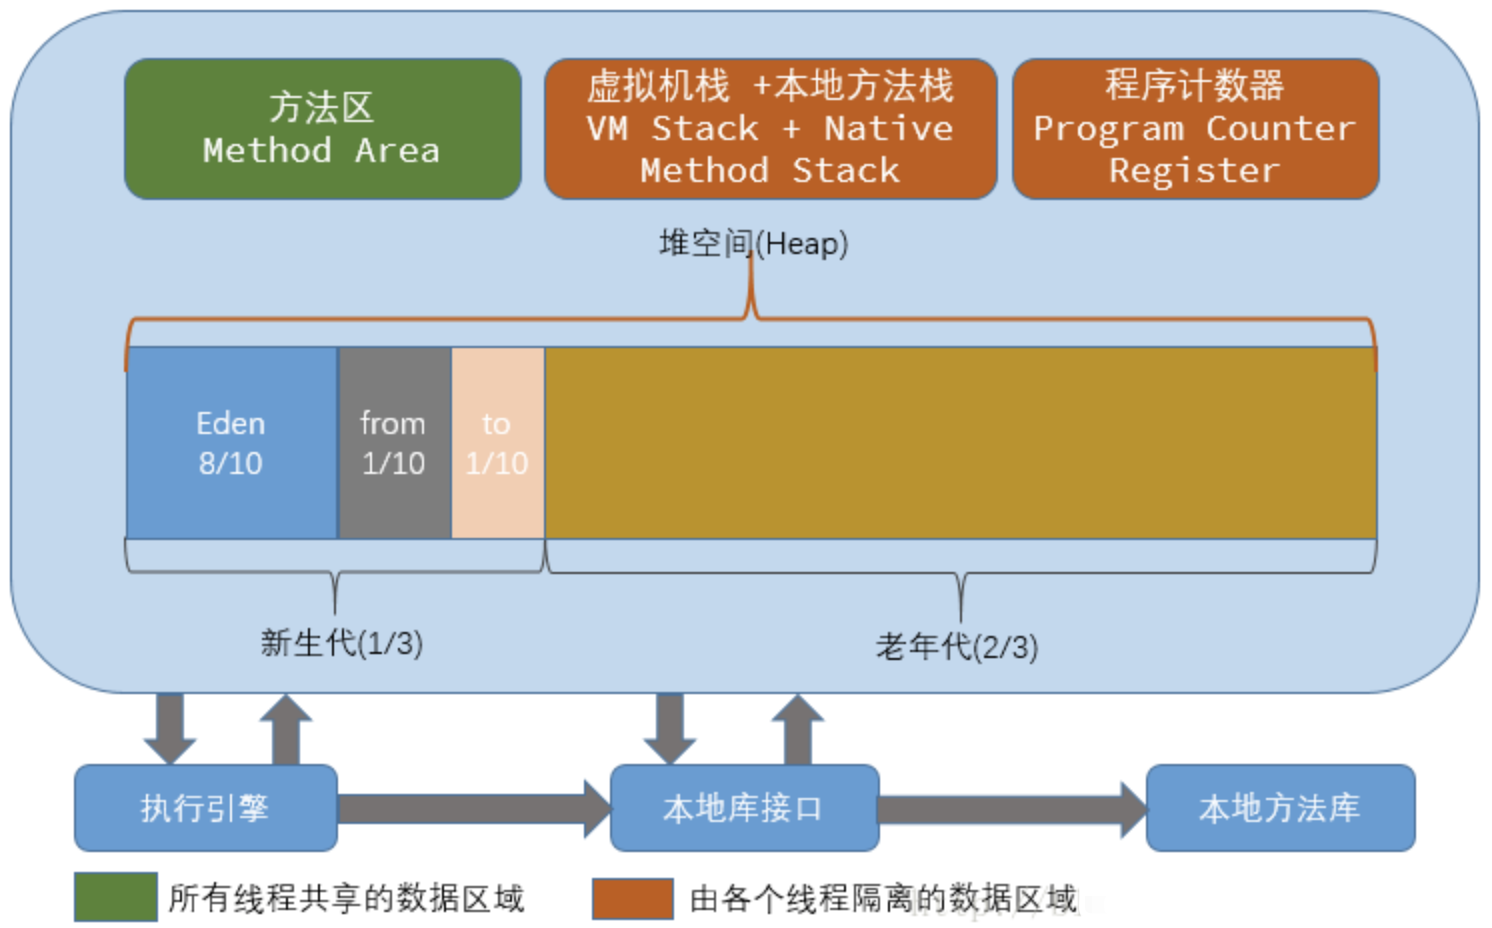 方法区
Method Area
虚拟机栈 +本地方法栈
VM Stack + Native
Method Stack
程序计数器
Program Counter
Register
堆空间(Heap)
Eden
8/10
from
1/10
to
1/10
新生代(1/3)
老年代(2/3)
执行引擎
本地库接口
本地方法库
所有线程共享的数据区域
由各个线程隔离的数据区域